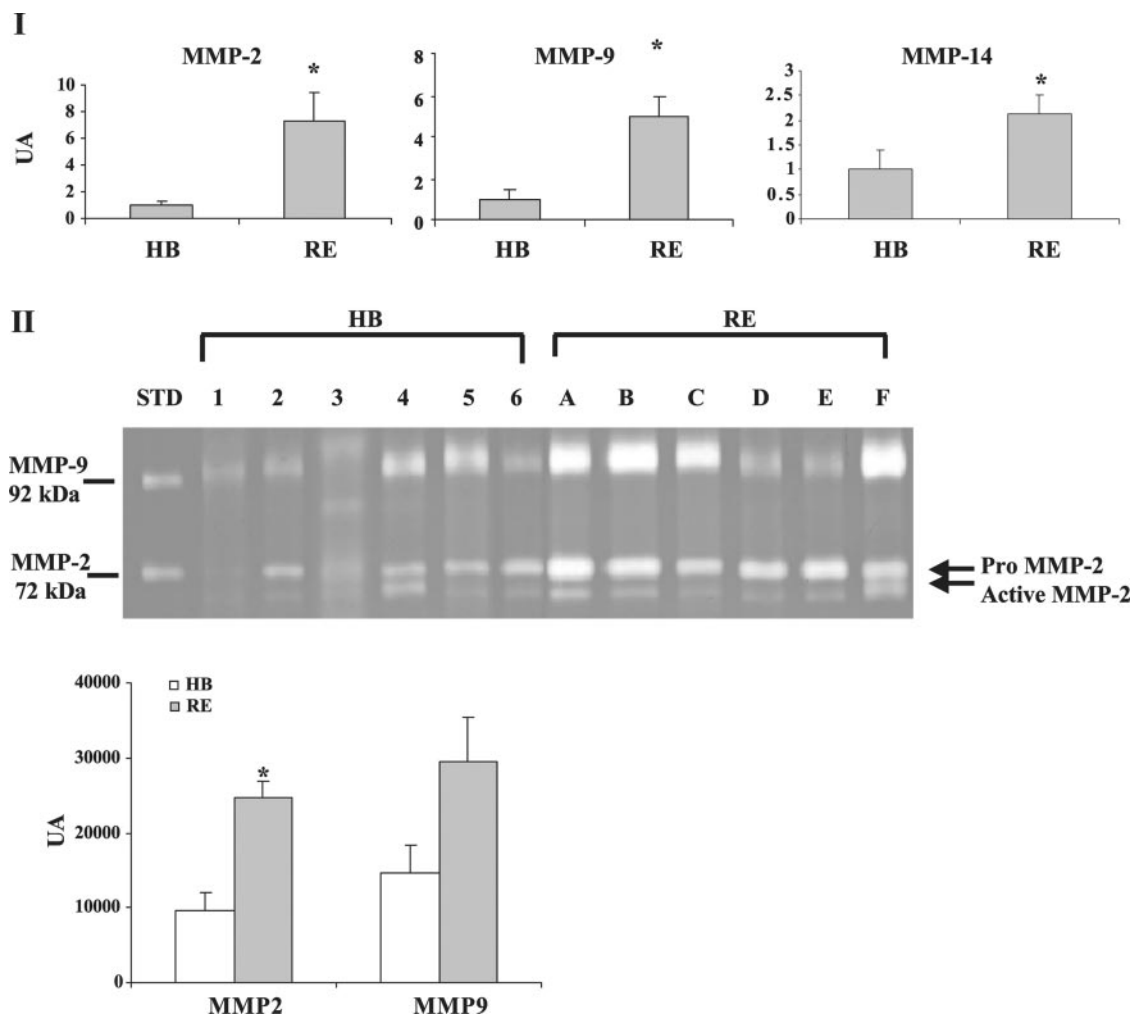 I
MMP-2
*
10
8
6
4
2
0
UA
HB RE
MMP-9
*
8
6
4
2
0
HB RE
MMP-14
*
3
2.5
2
1.5
1
0.5
0
HB RE
II
HB RE
STD 1 2 3 4 5 6 A B C D E F
MMP-9
92 kDa
MMP-2
72 kDa
Pro MMP-2
Active MMP-2
40000
30000
20000
10000
0
UA
HB
RE
*
MMP2 MMP9